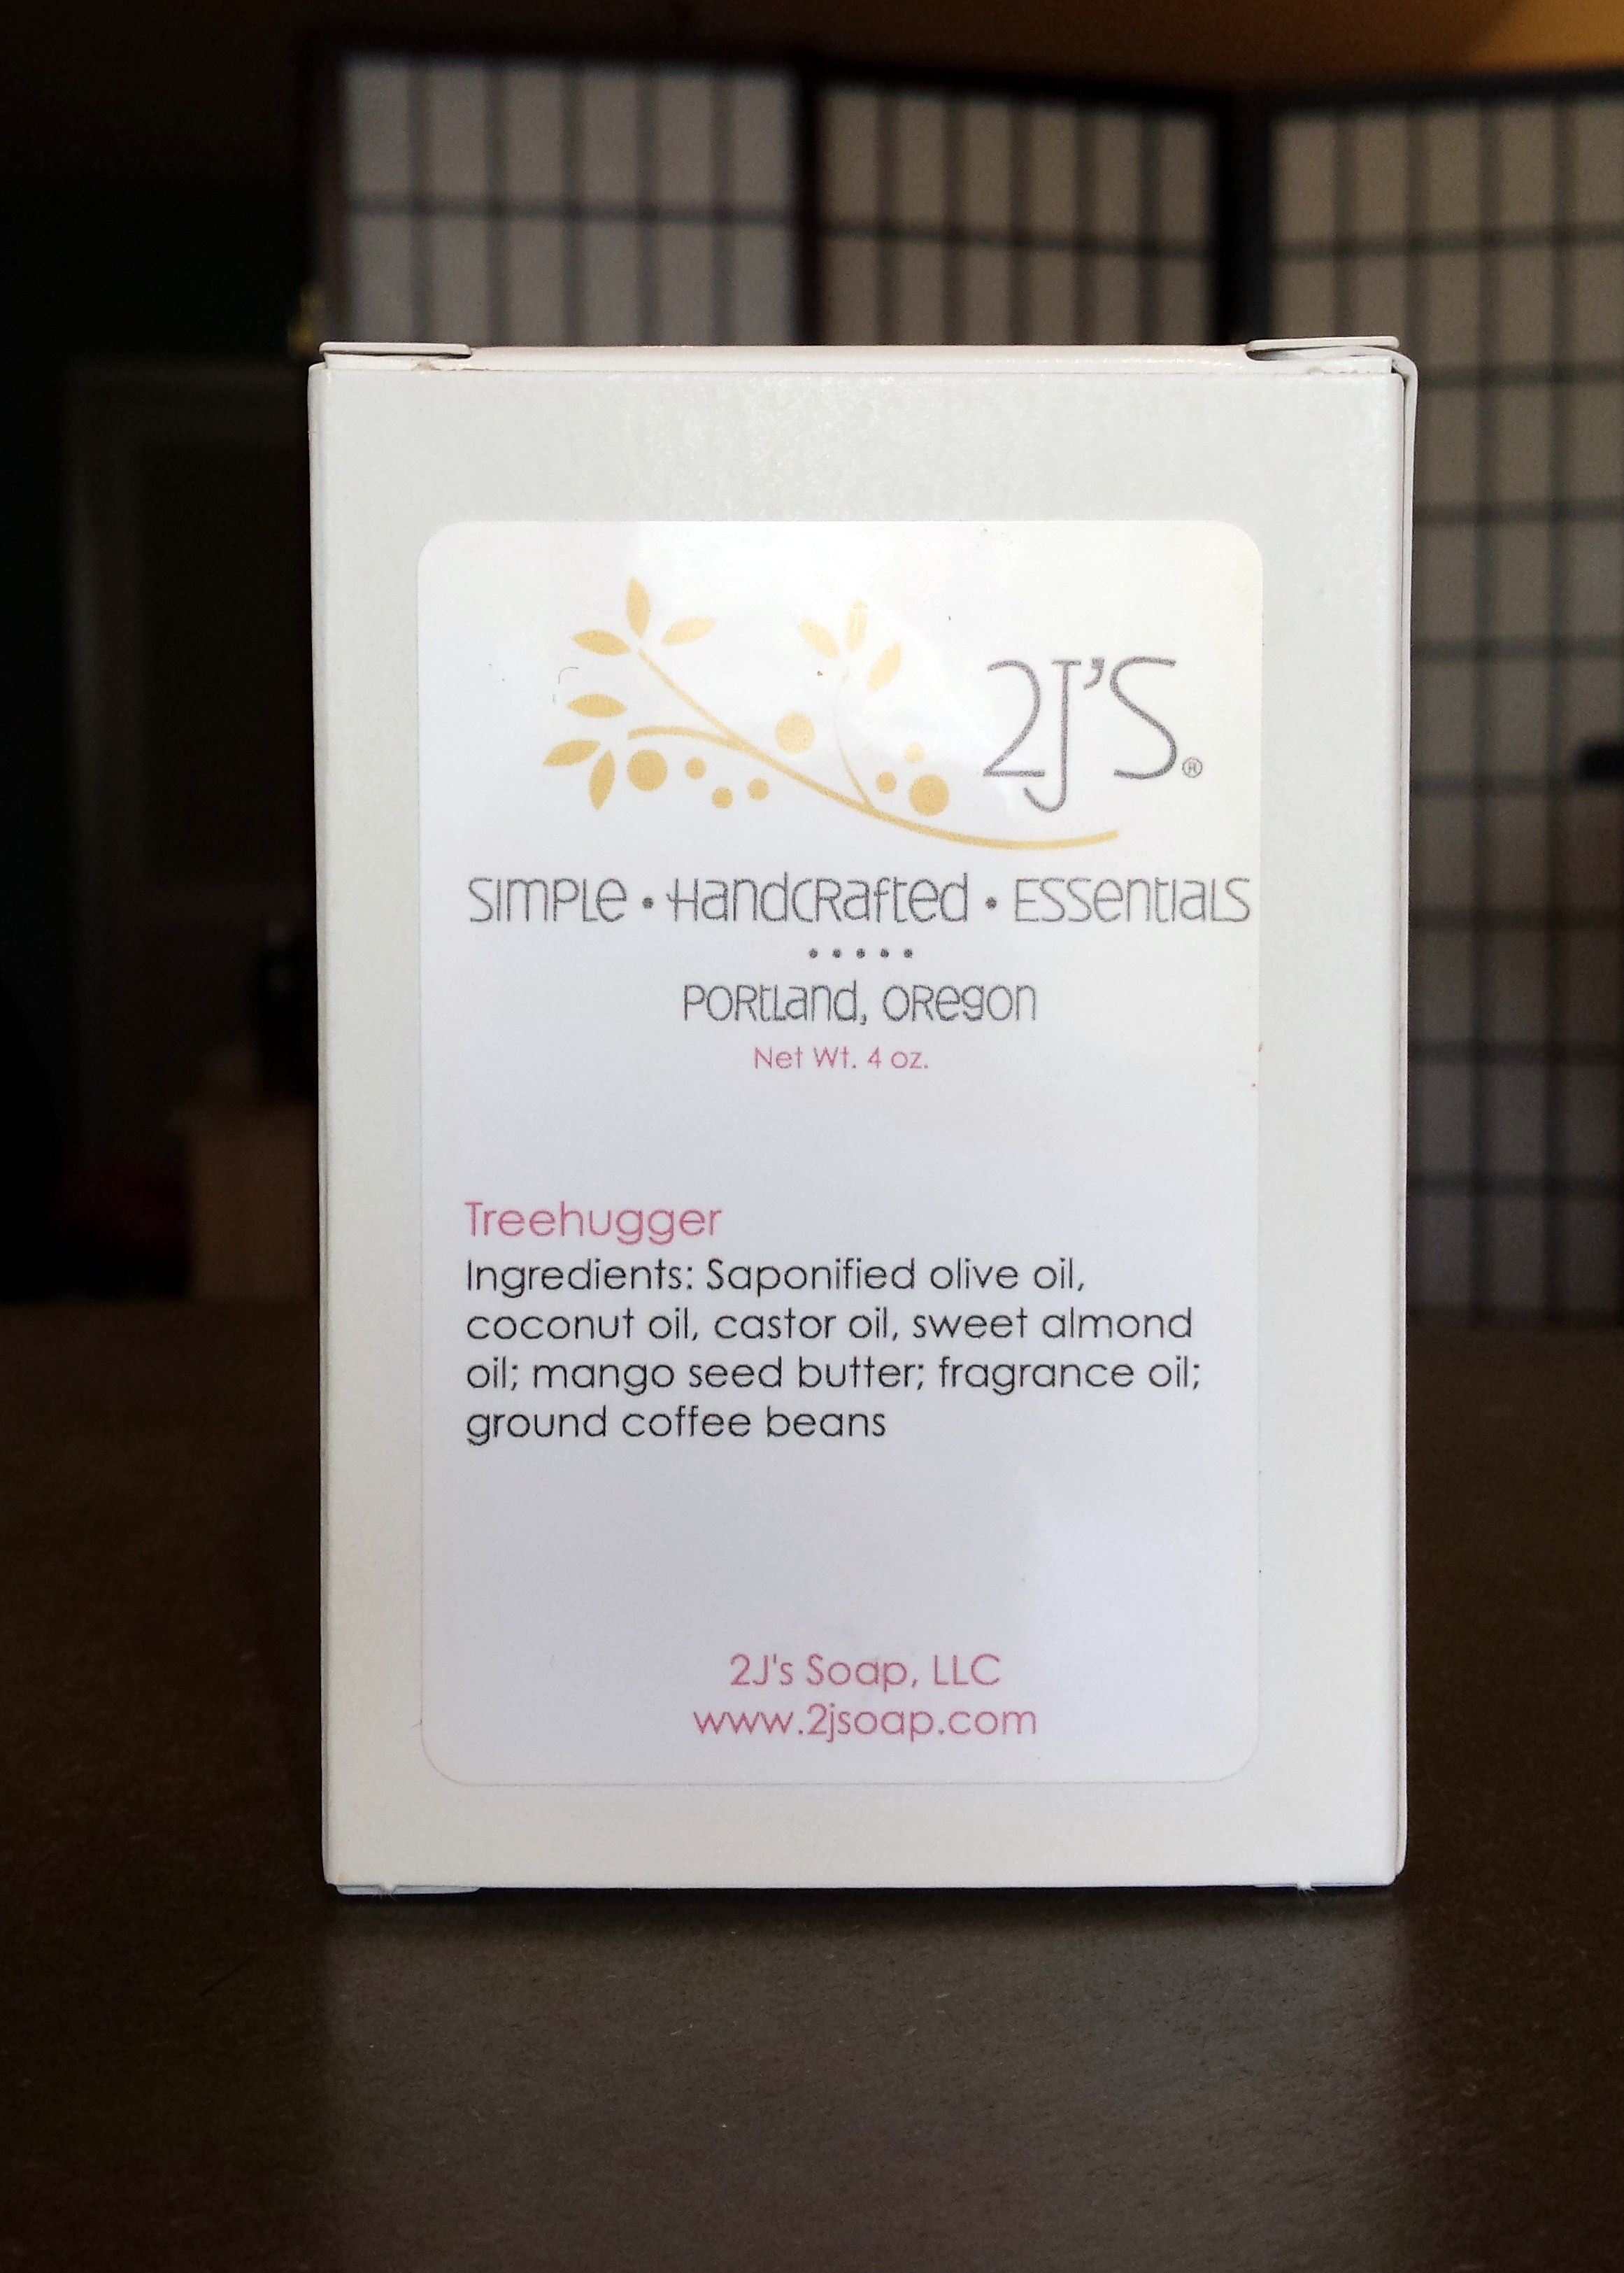 2J'S®
SIMPLE • HandCRafted • ESSentiaLS
• • • • •
PORtLand, ORegon
Net Wt. 4 oz.
Treehugger
Ingredients: Saponified olive oil,
coconut oil, castor oil, sweet almond
oil; mango seed butter; fragrance oil;
ground coffee beans
2J's Soap, LLC
www.2jsoap.com